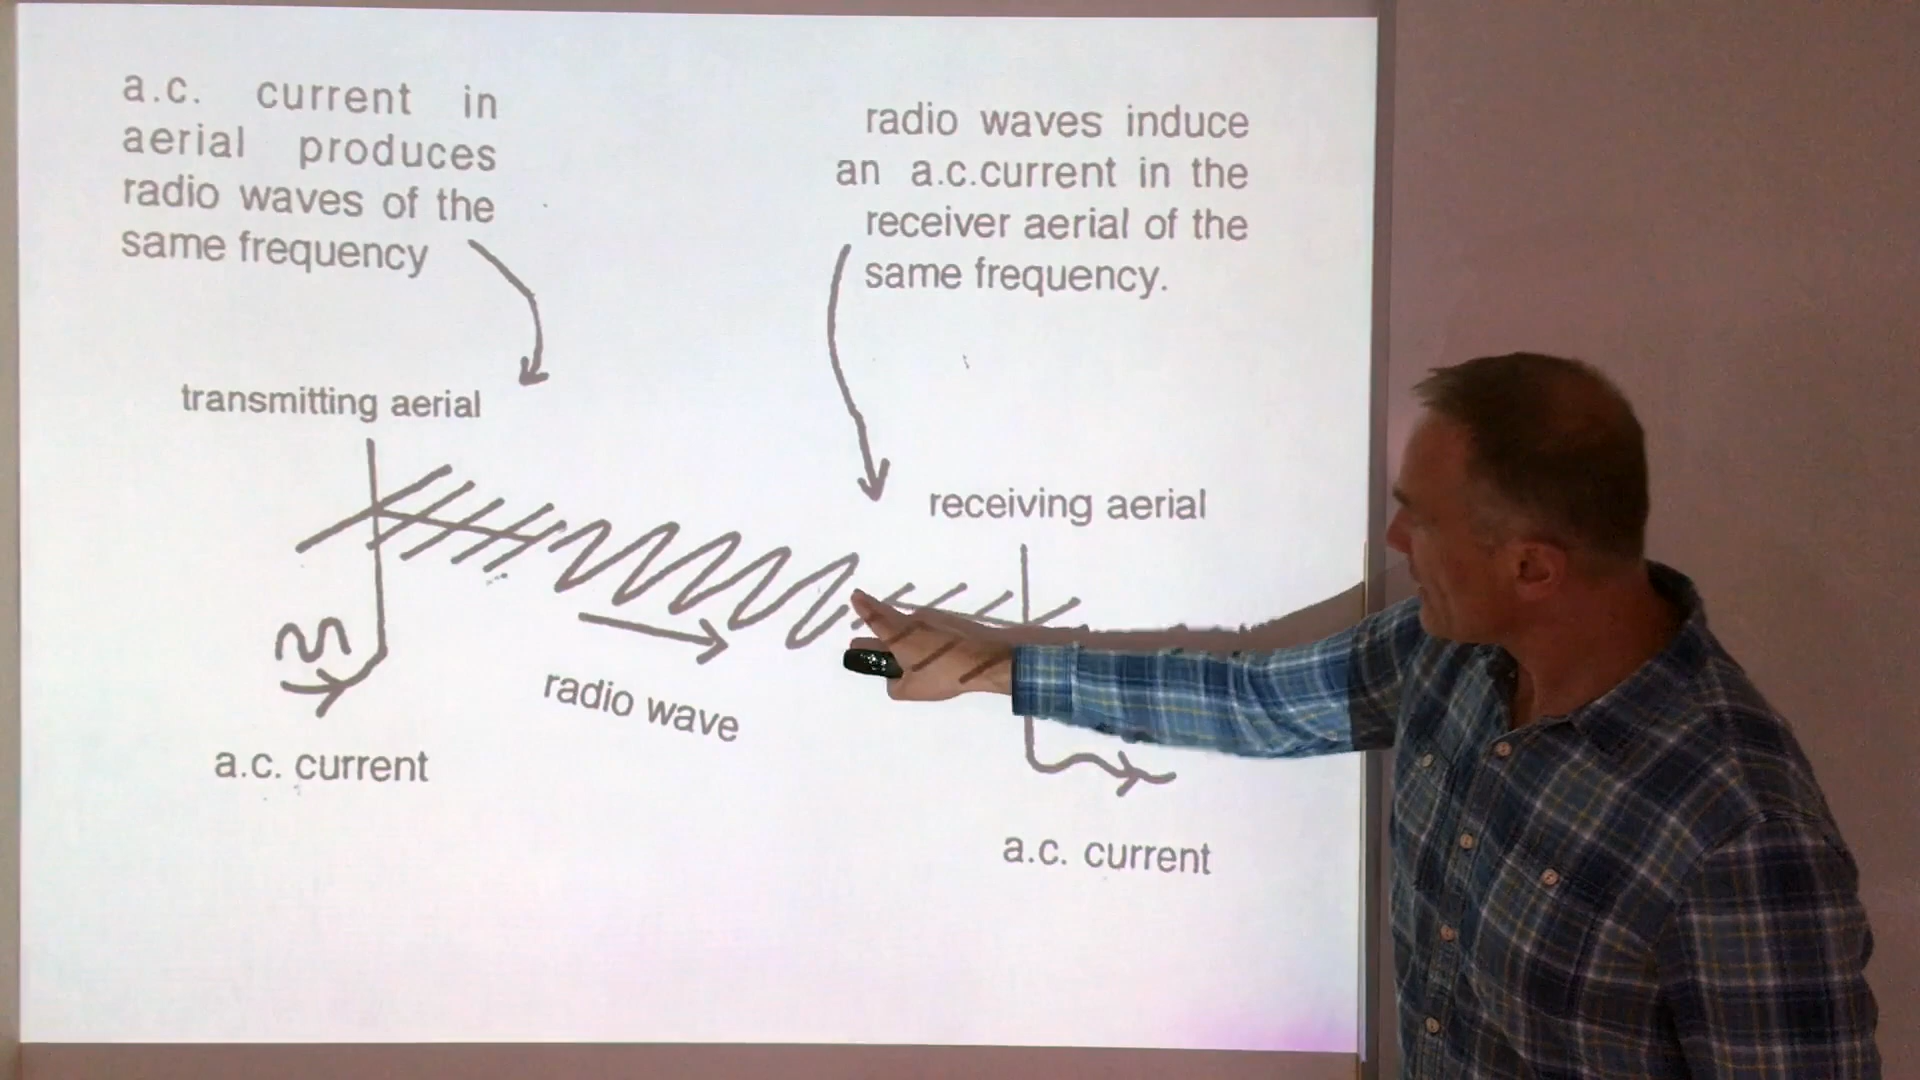 a.c. current in
aerial produces
radio waves of the
same frequency
radio waves induce
an a.c.current in the
receiver aerial of the
same frequency.
transmitting aerial
receiving aerial
radio wave
a.c. current
a.c. current